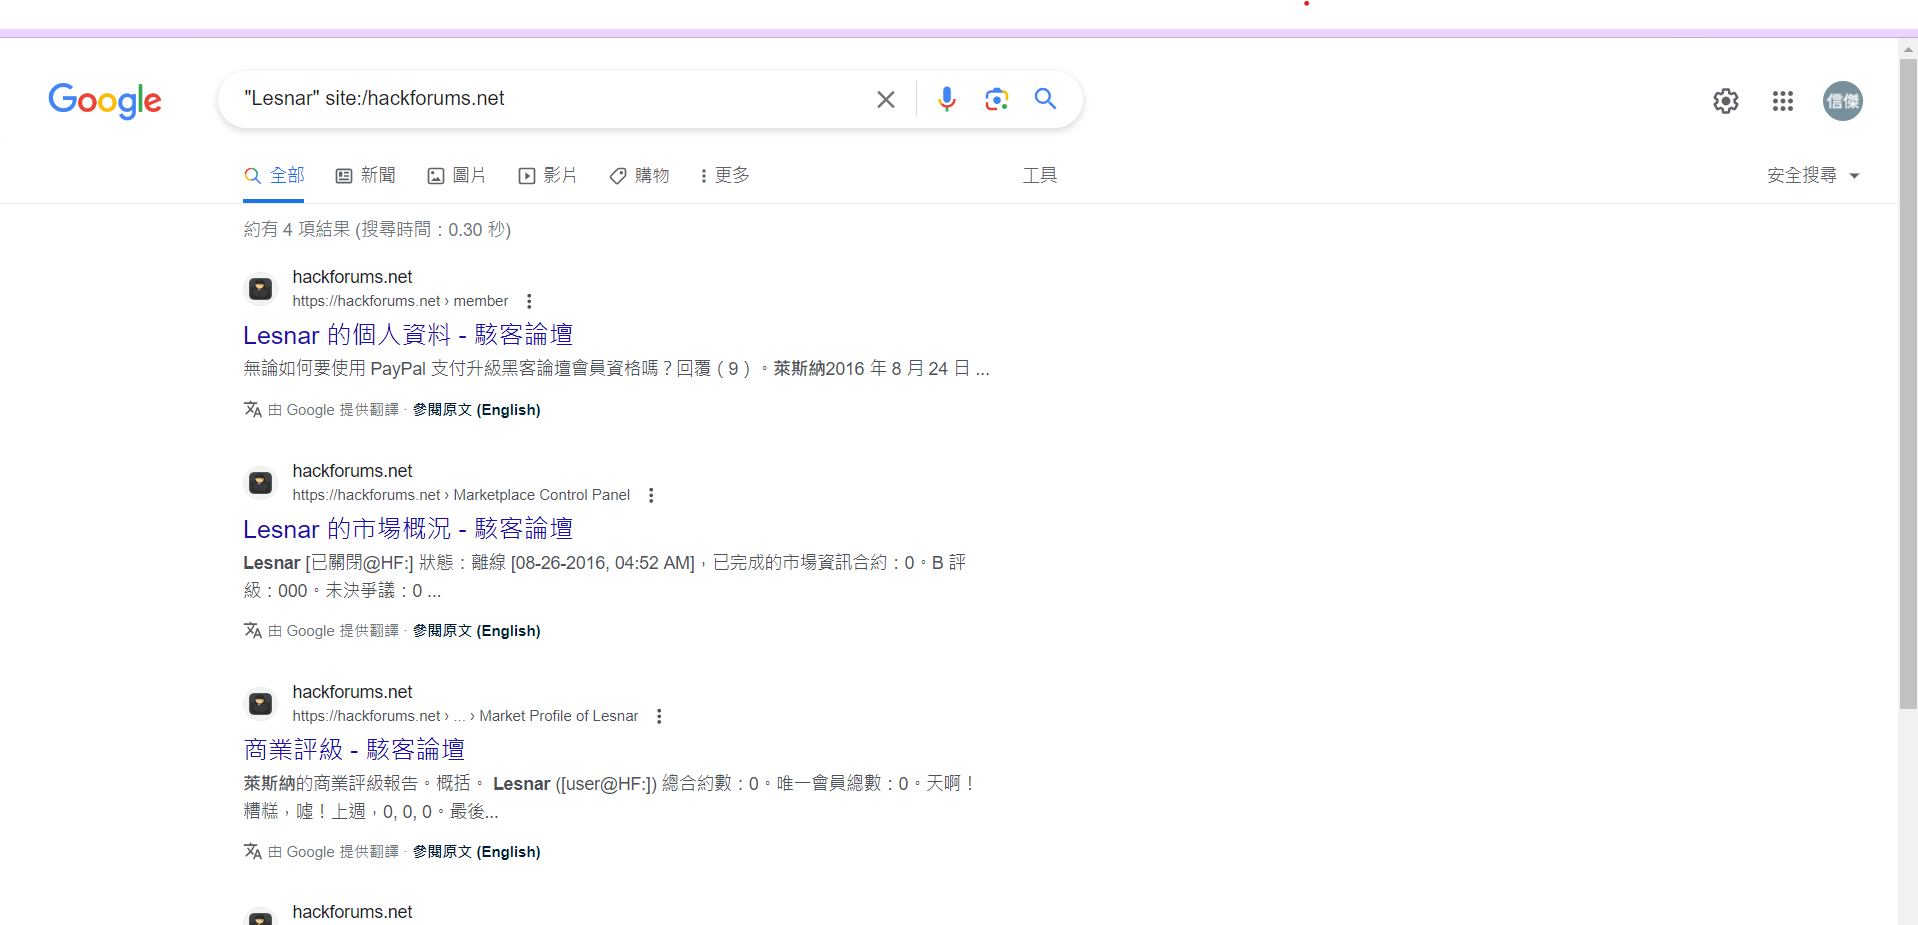 Google
"Lesnar" site:/hackforums.net
信傑
全部 新聞 圖片 影片 購物 更多 工具 安全搜尋
約有 4 項結果 (搜尋時間：0.30 秒)
hackforums.net
https://hackforums.net › member
Lesnar 的個人資料 - 駭客論壇
無論如何要使用 PayPal 支付升級黑客論壇會員資格嗎？回覆（9）。萊斯納2016 年 8 月 24 日 ...
由 Google 提供翻譯 · 參閱原文 (English)
hackforums.net
https://hackforums.net › Marketplace Control Panel
Lesnar 的市場概況 - 駭客論壇
Lesnar [已關閉@HF:] 狀態：離線 [08-26-2016, 04:52 AM]，已完成的市場資訊合約：0。B 評
級：000。未決爭議：0 ...
由 Google 提供翻譯 · 參閱原文 (English)
hackforums.net
https://hackforums.net › ... › Market Profile of Lesnar
商業評級 - 駭客論壇
萊斯納的商業評級報告。概括。 Lesnar ([user@HF:]) 總合約數：0。唯一會員總數：0。天啊！
糟糕，噓！上週，0, 0, 0。最後...
由 Google 提供翻譯 · 參閱原文 (English)
hackforums.net